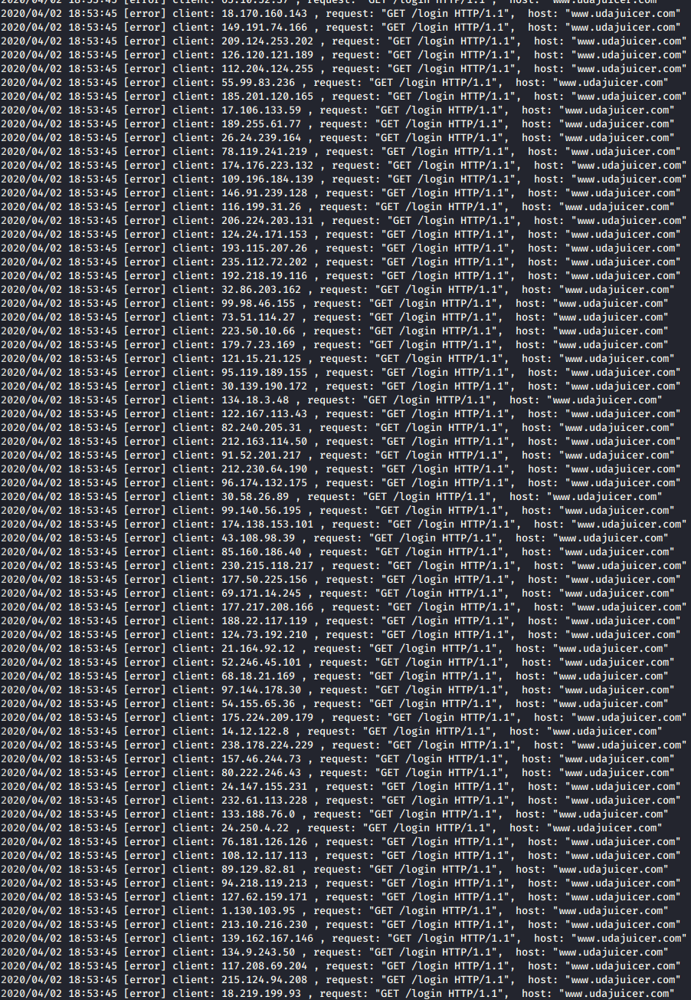 2020/04/02 18:53:45 [error] client: 63.10.52.37 , request: "GET /login HTTP/1.1", host: "www.udajuicer.com"
2020/04/02 18:53:45 [error] client: 18.170.160.143 , request: "GET /login HTTP/1.1", host: "www.udajuicer.com"
2020/04/02 18:53:45 [error] client: 149.191.74.166 , request: "GET /login HTTP/1.1", host: "www.udajuicer.com"
2020/04/02 18:53:45 [error] client: 209.124.253.202 , request: "GET /login HTTP/1.1", host: "www.udajuicer.com"
2020/04/02 18:53:45 [error] client: 126.120.121.189 , request: "GET /login HTTP/1.1", host: "www.udajuicer.com"
2020/04/02 18:53:45 [error] client: 112.204.124.255 , request: "GET /login HTTP/1.1", host: "www.udajuicer.com"
2020/04/02 18:53:45 [error] client: 55.99.83.236 , request: "GET /login HTTP/1.1", host: "www.udajuicer.com"
2020/04/02 18:53:45 [error] client: 185.201.120.165 , request: "GET /login HTTP/1.1", host: "www.udajuicer.com"
2020/04/02 18:53:45 [error] client: 17.106.133.59 , request: "GET /login HTTP/1.1", host: "www.udajuicer.com"
2020/04/02 18:53:45 [error] client: 189.255.61.77 , request: "GET /login HTTP/1.1", host: "www.udajuicer.com"
2020/04/02 18:53:45 [error] client: 26.24.239.164 , request: "GET /login HTTP/1.1", host: "www.udajuicer.com"
2020/04/02 18:53:45 [error] client: 78.119.241.219 , request: "GET /login HTTP/1.1", host: "www.udajuicer.com"
2020/04/02 18:53:45 [error] client: 174.176.223.132 , request: "GET /login HTTP/1.1", host: "www.udajuicer.com"
2020/04/02 18:53:45 [error] client: 109.196.184.139 , request: "GET /login HTTP/1.1", host: "www.udajuicer.com"
2020/04/02 18:53:45 [error] client: 146.91.239.128 , request: "GET /login HTTP/1.1", host: "www.udajuicer.com"
2020/04/02 18:53:45 [error] client: 116.199.31.26 , request: "GET /login HTTP/1.1", host: "www.udajuicer.com"
2020/04/02 18:53:45 [error] client: 206.224.203.131 , request: "GET /login HTTP/1.1", host: "www.udajuicer.com"
2020/04/02 18:53:45 [error] client: 124.24.171.153 , request: "GET /login HTTP/1.1", host: "www.udajuicer.com"
2020/04/02 18:53:45 [error] client: 193.115.207.26 , request: "GET /login HTTP/1.1", host: "www.udajuicer.com"
2020/04/02 18:53:45 [error] client: 235.112.72.202 , request: "GET /login HTTP/1.1", host: "www.udajuicer.com"
2020/04/02 18:53:45 [error] client: 192.218.19.116 , request: "GET /login HTTP/1.1", host: "www.udajuicer.com"
2020/04/02 18:53:45 [error] client: 32.86.203.162 , request: "GET /login HTTP/1.1", host: "www.udajuicer.com"
2020/04/02 18:53:45 [error] client: 99.98.46.155 , request: "GET /login HTTP/1.1", host: "www.udajuicer.com"
2020/04/02 18:53:45 [error] client: 73.51.114.27 , request: "GET /login HTTP/1.1", host: "www.udajuicer.com"
2020/04/02 18:53:45 [error] client: 223.50.10.66 , request: "GET /login HTTP/1.1", host: "www.udajuicer.com"
2020/04/02 18:53:45 [error] client: 179.7.23.169 , request: "GET /login HTTP/1.1", host: "www.udajuicer.com"
2020/04/02 18:53:45 [error] client: 121.15.21.125 , request: "GET /login HTTP/1.1", host: "www.udajuicer.com"
2020/04/02 18:53:45 [error] client: 95.119.189.155 , request: "GET /login HTTP/1.1", host: "www.udajuicer.com"
2020/04/02 18:53:45 [error] client: 30.139.190.172 , request: "GET /login HTTP/1.1", host: "www.udajuicer.com"
2020/04/02 18:53:45 [error] client: 134.18.3.48 , request: "GET /login HTTP/1.1", host: "www.udajuicer.com"
2020/04/02 18:53:45 [error] client: 122.167.113.43 , request: "GET /login HTTP/1.1", host: "www.udajuicer.com"
2020/04/02 18:53:45 [error] client: 82.240.205.31 , request: "GET /login HTTP/1.1", host: "www.udajuicer.com"
2020/04/02 18:53:45 [error] client: 212.163.114.50 , request: "GET /login HTTP/1.1", host: "www.udajuicer.com"
2020/04/02 18:53:45 [error] client: 91.52.201.217 , request: "GET /login HTTP/1.1", host: "www.udajuicer.com"
2020/04/02 18:53:45 [error] client: 212.230.64.190 , request: "GET /login HTTP/1.1", host: "www.udajuicer.com"
2020/04/02 18:53:45 [error] client: 96.174.132.175 , request: "GET /login HTTP/1.1", host: "www.udajuicer.com"
2020/04/02 18:53:45 [error] client: 30.58.26.89 , request: "GET /login HTTP/1.1", host: "www.udajuicer.com"
2020/04/02 18:53:45 [error] client: 99.140.56.195 , request: "GET /login HTTP/1.1", host: "www.udajuicer.com"
2020/04/02 18:53:45 [error] client: 174.138.153.101 , request: "GET /login HTTP/1.1", host: "www.udajuicer.com"
2020/04/02 18:53:45 [error] client: 43.108.98.39 , request: "GET /login HTTP/1.1", host: "www.udajuicer.com"
2020/04/02 18:53:45 [error] client: 85.160.186.40 , request: "GET /login HTTP/1.1", host: "www.udajuicer.com"
2020/04/02 18:53:45 [error] client: 230.215.118.217 , request: "GET /login HTTP/1.1", host: "www.udajuicer.com"
2020/04/02 18:53:45 [error] client: 177.50.225.156 , request: "GET /login HTTP/1.1", host: "www.udajuicer.com"
2020/04/02 18:53:45 [error] client: 69.171.14.245 , request: "GET /login HTTP/1.1", host: "www.udajuicer.com"
2020/04/02 18:53:45 [error] client: 177.217.208.166 , request: "GET /login HTTP/1.1", host: "www.udajuicer.com"
2020/04/02 18:53:45 [error] client: 188.22.117.119 , request: "GET /login HTTP/1.1", host: "www.udajuicer.com"
2020/04/02 18:53:45 [error] client: 124.73.192.210 , request: "GET /login HTTP/1.1", host: "www.udajuicer.com"
2020/04/02 18:53:45 [error] client: 21.164.92.12 , request: "GET /login HTTP/1.1", host: "www.udajuicer.com"
2020/04/02 18:53:45 [error] client: 52.246.45.101 , request: "GET /login HTTP/1.1", host: "www.udajuicer.com"
2020/04/02 18:53:45 [error] client: 68.18.21.169 , request: "GET /login HTTP/1.1", host: "www.udajuicer.com"
2020/04/02 18:53:45 [error] client: 97.144.178.30 , request: "GET /login HTTP/1.1", host: "www.udajuicer.com"
2020/04/02 18:53:45 [error] client: 54.155.65.36 , request: "GET /login HTTP/1.1", host: "www.udajuicer.com"
2020/04/02 18:53:45 [error] client: 175.224.209.179 , request: "GET /login HTTP/1.1", host: "www.udajuicer.com"
2020/04/02 18:53:45 [error] client: 14.12.122.8 , request: "GET /login HTTP/1.1", host: "www.udajuicer.com"
2020/04/02 18:53:45 [error] client: 238.178.224.229 , request: "GET /login HTTP/1.1", host: "www.udajuicer.com"
2020/04/02 18:53:45 [error] client: 157.46.244.73 , request: "GET /login HTTP/1.1", host: "www.udajuicer.com"
2020/04/02 18:53:45 [error] client: 80.222.246.43 , request: "GET /login HTTP/1.1", host: "www.udajuicer.com"
2020/04/02 18:53:45 [error] client: 24.147.155.231 , request: "GET /login HTTP/1.1", host: "www.udajuicer.com"
2020/04/02 18:53:45 [error] client: 232.61.113.228 , request: "GET /login HTTP/1.1", host: "www.udajuicer.com"
2020/04/02 18:53:45 [error] client: 133.188.76.0 , request: "GET /login HTTP/1.1", host: "www.udajuicer.com"
2020/04/02 18:53:45 [error] client: 24.250.4.22 , request: "GET /login HTTP/1.1", host: "www.udajuicer.com"
2020/04/02 18:53:45 [error] client: 76.181.126.126 , request: "GET /login HTTP/1.1", host: "www.udajuicer.com"
2020/04/02 18:53:45 [error] client: 108.12.117.113 , request: "GET /login HTTP/1.1", host: "www.udajuicer.com"
2020/04/02 18:53:45 [error] client: 89.129.82.81 , request: "GET /login HTTP/1.1", host: "www.udajuicer.com"
2020/04/02 18:53:45 [error] client: 94.218.119.213 , request: "GET /login HTTP/1.1", host: "www.udajuicer.com"
2020/04/02 18:53:45 [error] client: 127.62.159.171 , request: "GET /login HTTP/1.1", host: "www.udajuicer.com"
2020/04/02 18:53:45 [error] client: 1.130.103.95 , request: "GET /login HTTP/1.1", host: "www.udajuicer.com"
2020/04/02 18:53:45 [error] client: 213.10.216.230 , request: "GET /login HTTP/1.1", host: "www.udajuicer.com"
2020/04/02 18:53:45 [error] client: 139.162.167.146 , request: "GET /login HTTP/1.1", host: "www.udajuicer.com"
2020/04/02 18:53:45 [error] client: 134.9.243.50 , request: "GET /login HTTP/1.1", host: "www.udajuicer.com"
2020/04/02 18:53:45 [error] client: 117.208.69.204 , request: "GET /login HTTP/1.1", host: "www.udajuicer.com"
2020/04/02 18:53:45 [error] client: 215.124.94.208 , request: "GET /login HTTP/1.1", host: "www.udajuicer.com"
2020/04/02 18:53:45 [error] client: 18.219.199.93 , request: "GET /login HTTP/1.1", host: "www.udajuicer.com"